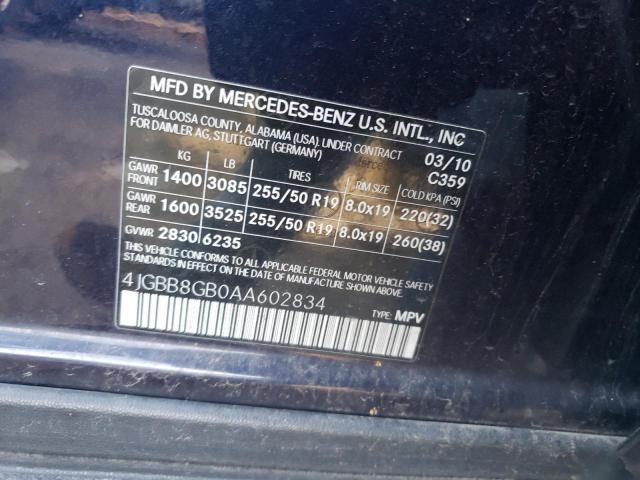 MFD BY MERCEDES-BENZ U.S. INTL., INC
TUSCALOOSA COUNTY, ALABAMA (USA). UNDER CONTRACT 03/10
FOR DAIMLER AG, STUTTGART (GERMANY) C359
KG LB TIRES RIM SIZE COLD KPA (PSI)
GAWR FRONT 1400 3085 255/50 R19 8.0x19 220(32)
GAWR REAR 1600 3525 255/50 R19 8.0x19 260(38)
GVWR 2830 6235
THIS VEHICLE CONFORMS TO ALL APPLICABLE FEDERAL MOTOR VEHICLE SAFETY
STANDARDS IN EFFECT ON THE DATE OF MANUFACTURE SHOWN ABOVE.
4JGBB8GB0AA602834
TYPE: MPV